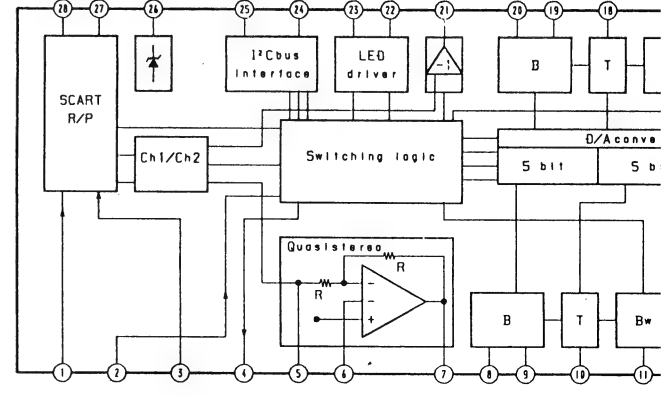 28 27 26 25 24 23 22 21 20 19 18
SCART
R/P
I²Cbus
Interface
LED
driver
-1
B
T
Ch1/Ch2
Switching logic
D/Aconve
5 bit
5 b
Quasistereo
R
R
-
-
+
B
T
Bw
1 2 3 4 5 6 7 8 9 10 11